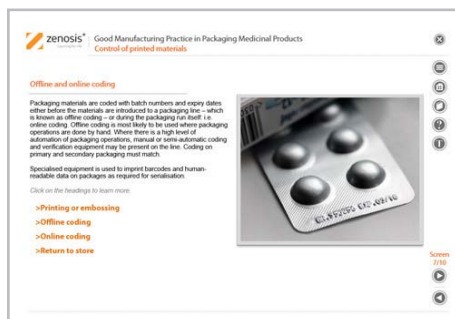 zenosis®
Good Manufacturing Practice in Packaging Medicinal Products
Control of printed materials
Offline and online coding
Packaging materials are coded with batch numbers and expiry dates
either before the materials are introduced to a packaging line – which
is known as offline coding – or during the packaging run itself: i.e.
online coding. Offline coding is most likely to be used where packaging
operations are done by hand. Where there is a high level of
automation of packaging operations, manual or semi-automatic coding
and verification equipment may be present on the line. Coding on
primary and secondary packaging must match.
Specialised equipment is used to imprint barcodes and human-
readable data on packages as required for serialisation.
Click on the headings to learn more.
>Printing or embossing
>Offline coding
>Online coding
>Return to store
Screen
7/18